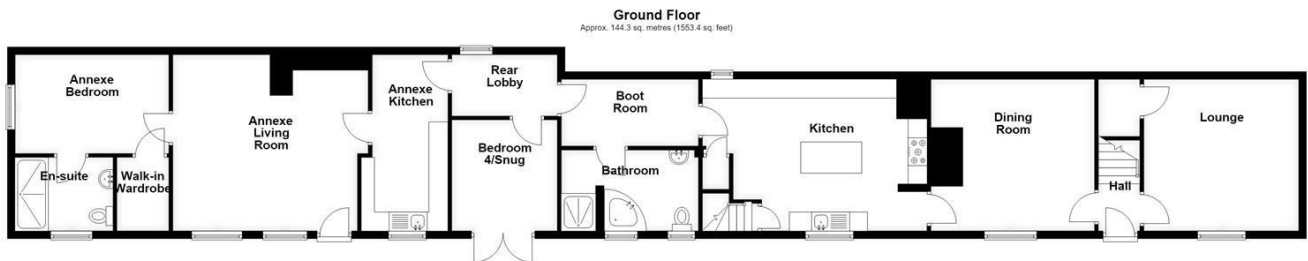 Ground Floor
Approx. 144.3 sq. metres (1553.4 sq. feet)
Annexe
Bedroom
En-suite
Walk-in
Wardrobe
Annexe
Living
Room
Annexe
Kitchen
Rear
Lobby
Bedroom
4/Snug
Boot
Room
Bathroom
Kitchen
Dining
Room
Hall
Lounge